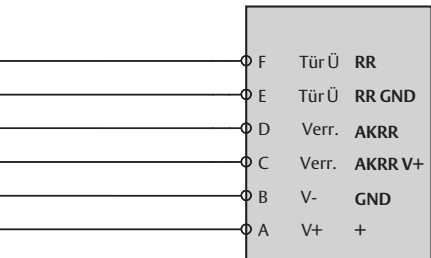 F Tür Ü RR
E Tür Ü RR GND
D Verr. AKRR
C Verr. AKRR V+
B V- GND
A V+ +